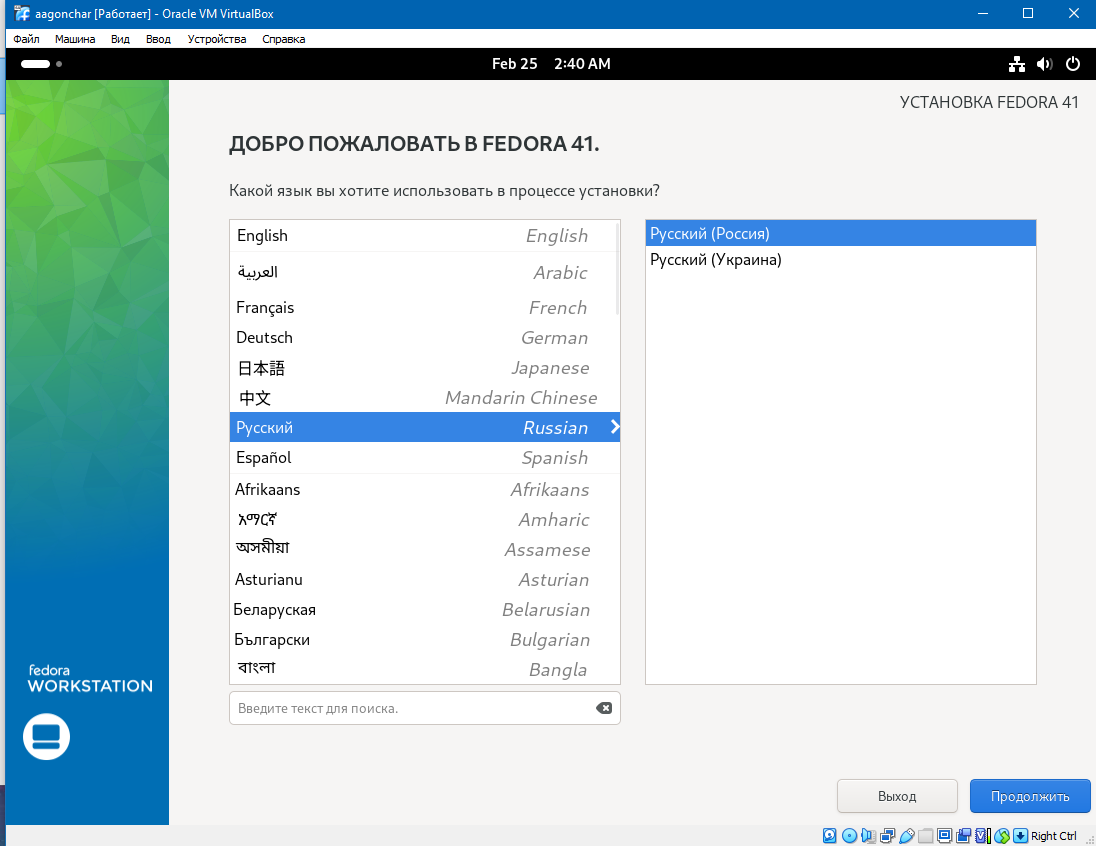 aagonchar [Работает] - Oracle VM VirtualBox
Файл Машина Вид Ввод Устройства Справка
Feb 25 2:40 AM
УСТАНОВКА FEDORA 41
ДОБРО ПОЖАЛОВАТЬ В FEDORA 41.
Какой язык вы хотите использовать в процессе установки?
English English
العربية Arabic
Français French
Deutsch German
日本語 Japanese
中文 Mandarin Chinese
Русский Russian
Español Spanish
Afrikaans Afrikaans
አማርኛ Amharic
অসমীয়া Assamese
Asturianu Asturian
Беларуская Belarusian
Български Bulgarian
বাংলা Bangla
Русский (Россия)
Русский (Украина)
Введите текст для поиска.
fedora
WORKSTATION
Выход Продолжить
Right Ctrl